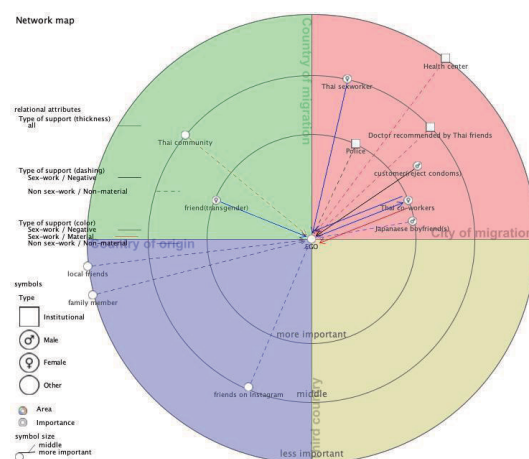 Network map
Country of migration
Health center
Thai sexworker
relational attributes
Type of support (thickness)
all
Doctor recommended by Thai friends
Thai community
Police
Type of support (dashing)
Sex-work / Negative
customer(reject condoms)
Non sex-work / Non-material
friend(transgender)
Thai co-workers
Type of support (color)
Sex-work / Negative
Sex-work / Material
Non sex-work / Non-material
Japanaese boyfriend(s)
City of migration
Country of origin
EGO
local friends
symbols
family member
Type
Institutional
more important
Male
Female
Other
friends on Instagram
middle
third country
Area
Importance
symbol size
middle
more important
less important